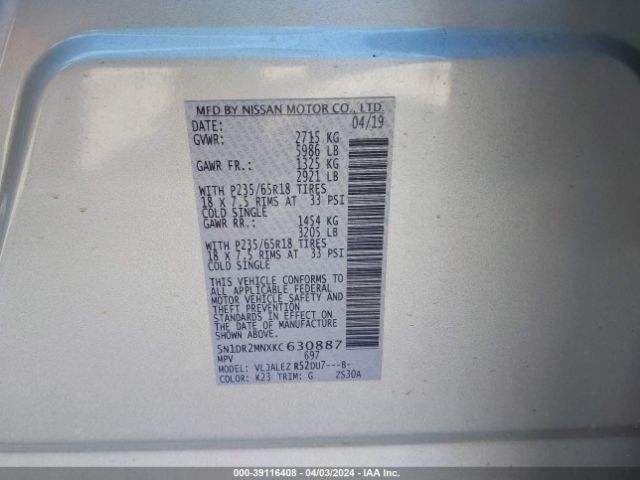 MFD BY NISSAN MOTOR CO., LTD.
DATE: 04/19
GVWR: 2715 KG
5986 LB
GAWR FR.: 1325 KG
2921 LB
WITH P235/65R18 TIRES
18 X 7.5 RIMS AT 33 PSI
COLD SINGLE
GAWR RR.: 1454 KG
3205 LB
WITH P235/65R18 TIRES
18 X 7.5 RIMS AT 33 PSI
COLD SINGLE
THIS VEHICLE CONFORMS TO
ALL APPLICABLE FEDERAL
MOTOR VEHICLE SAFETY AND
THEFT PREVENTION
STANDARDS IN EFFECT ON
THE DATE OF MANUFACTURE
SHOWN ABOVE.
5N1DR2MNXKC630887
MPV 697
MODEL: VLJALEZ R52DU7---B-
COLOR: K23 TRIM: G ZS30A
000-39116408 - 04/03/2024 - IAA Inc.